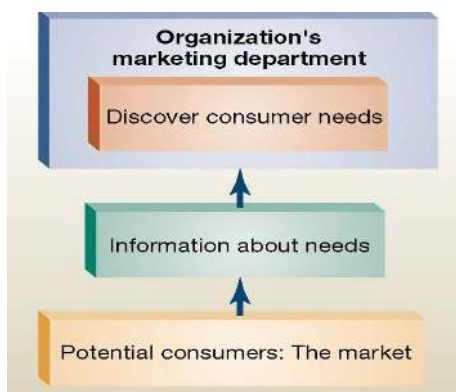 Organization's
marketing department
Discover consumer needs
Information about needs
Potential consumers: The market